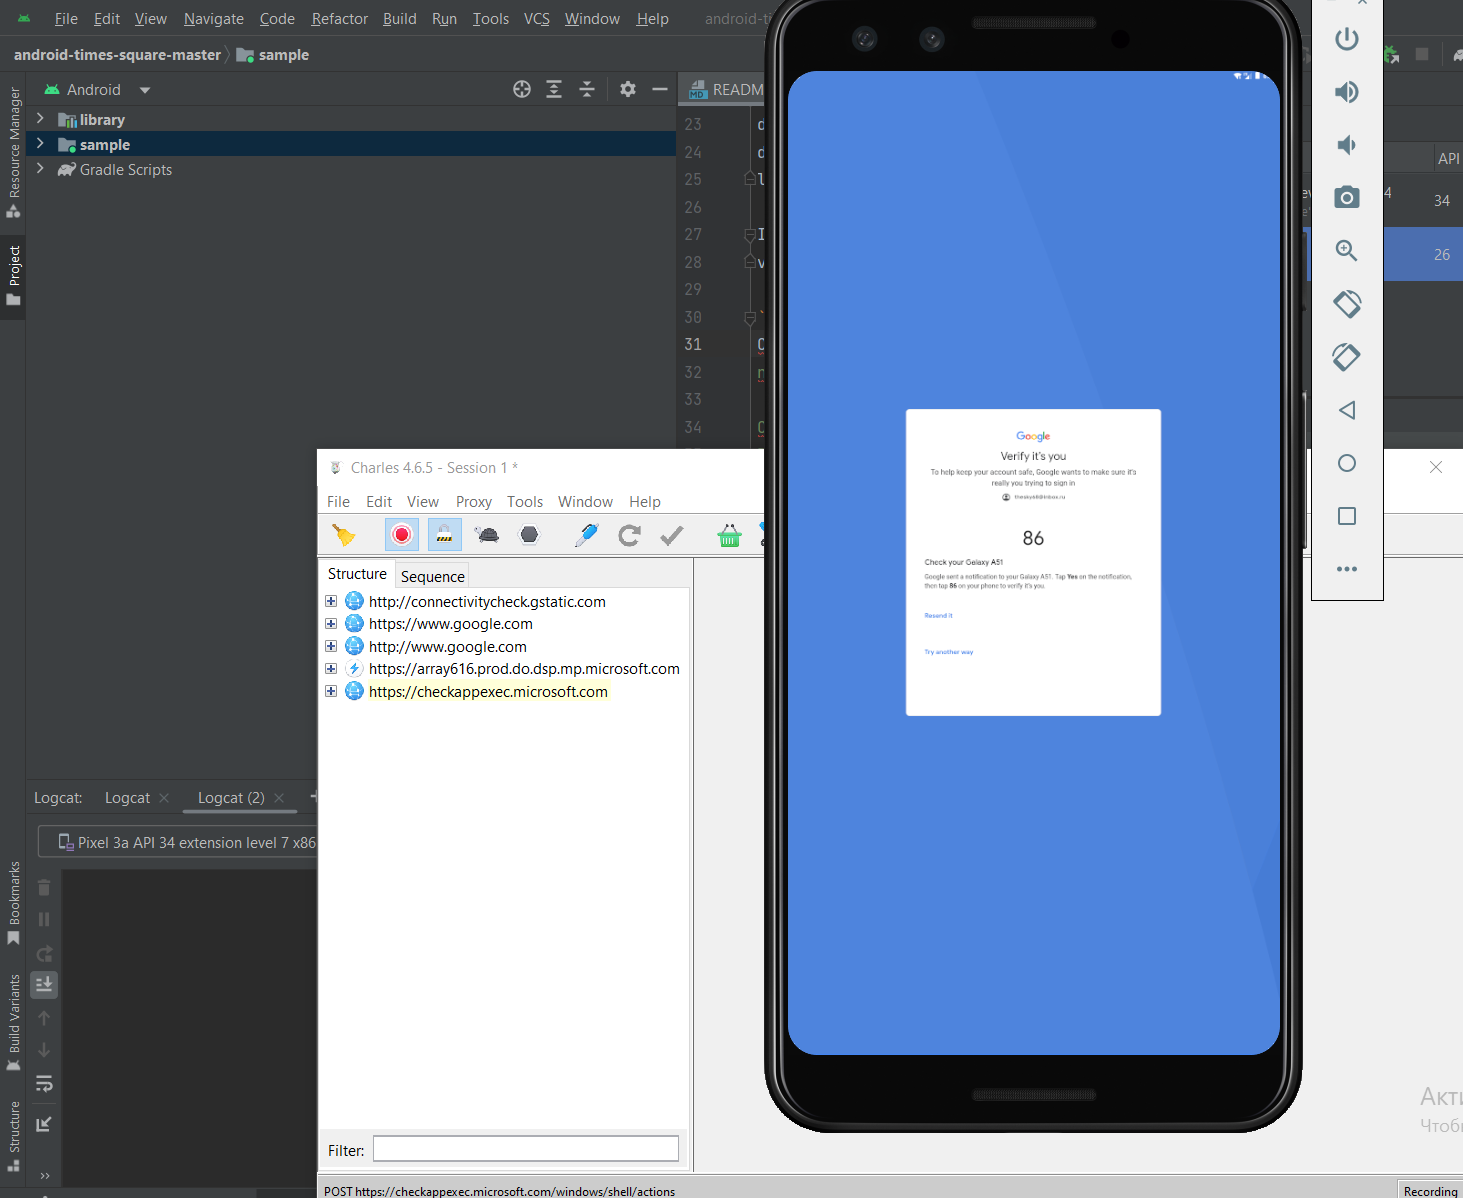 File Edit View Navigate Code Refactor Build Run Tools VCS Window Help android-tim
android-times-square-master sample
Android
READM
library
sample
Gradle Scripts
Resource Manager
Project
23
24
25
26
27
28
29
30
31
32
33
34
API
4
34
26
Google
Verify it's you
To help keep your account safe, Google wants to make sure it's
really you trying to sign in
86
Check your Galaxy A51
Google sent a notification to your Galaxy A51. Tap Yes on the notification,
then tap 86 on your phone to verify it's you.
Resend it
Try another way
Charles 4.6.5 - Session 1 *
File Edit View Proxy Tools Window Help
Structure Sequence
http://connectivitycheck.gstatic.com
https://www.google.com
http://www.google.com
https://array616.prod.do.dsp.mp.microsoft.com
https://checkappexec.microsoft.com
Filter:
POST https://checkappexec.microsoft.com/windows/shell/actions
Recording
Logcat: Logcat Logcat (2)
Pixel 3a API 34 extension level 7 x86
Bookmarks
Build Variants
Structure
Акти
Чтоб